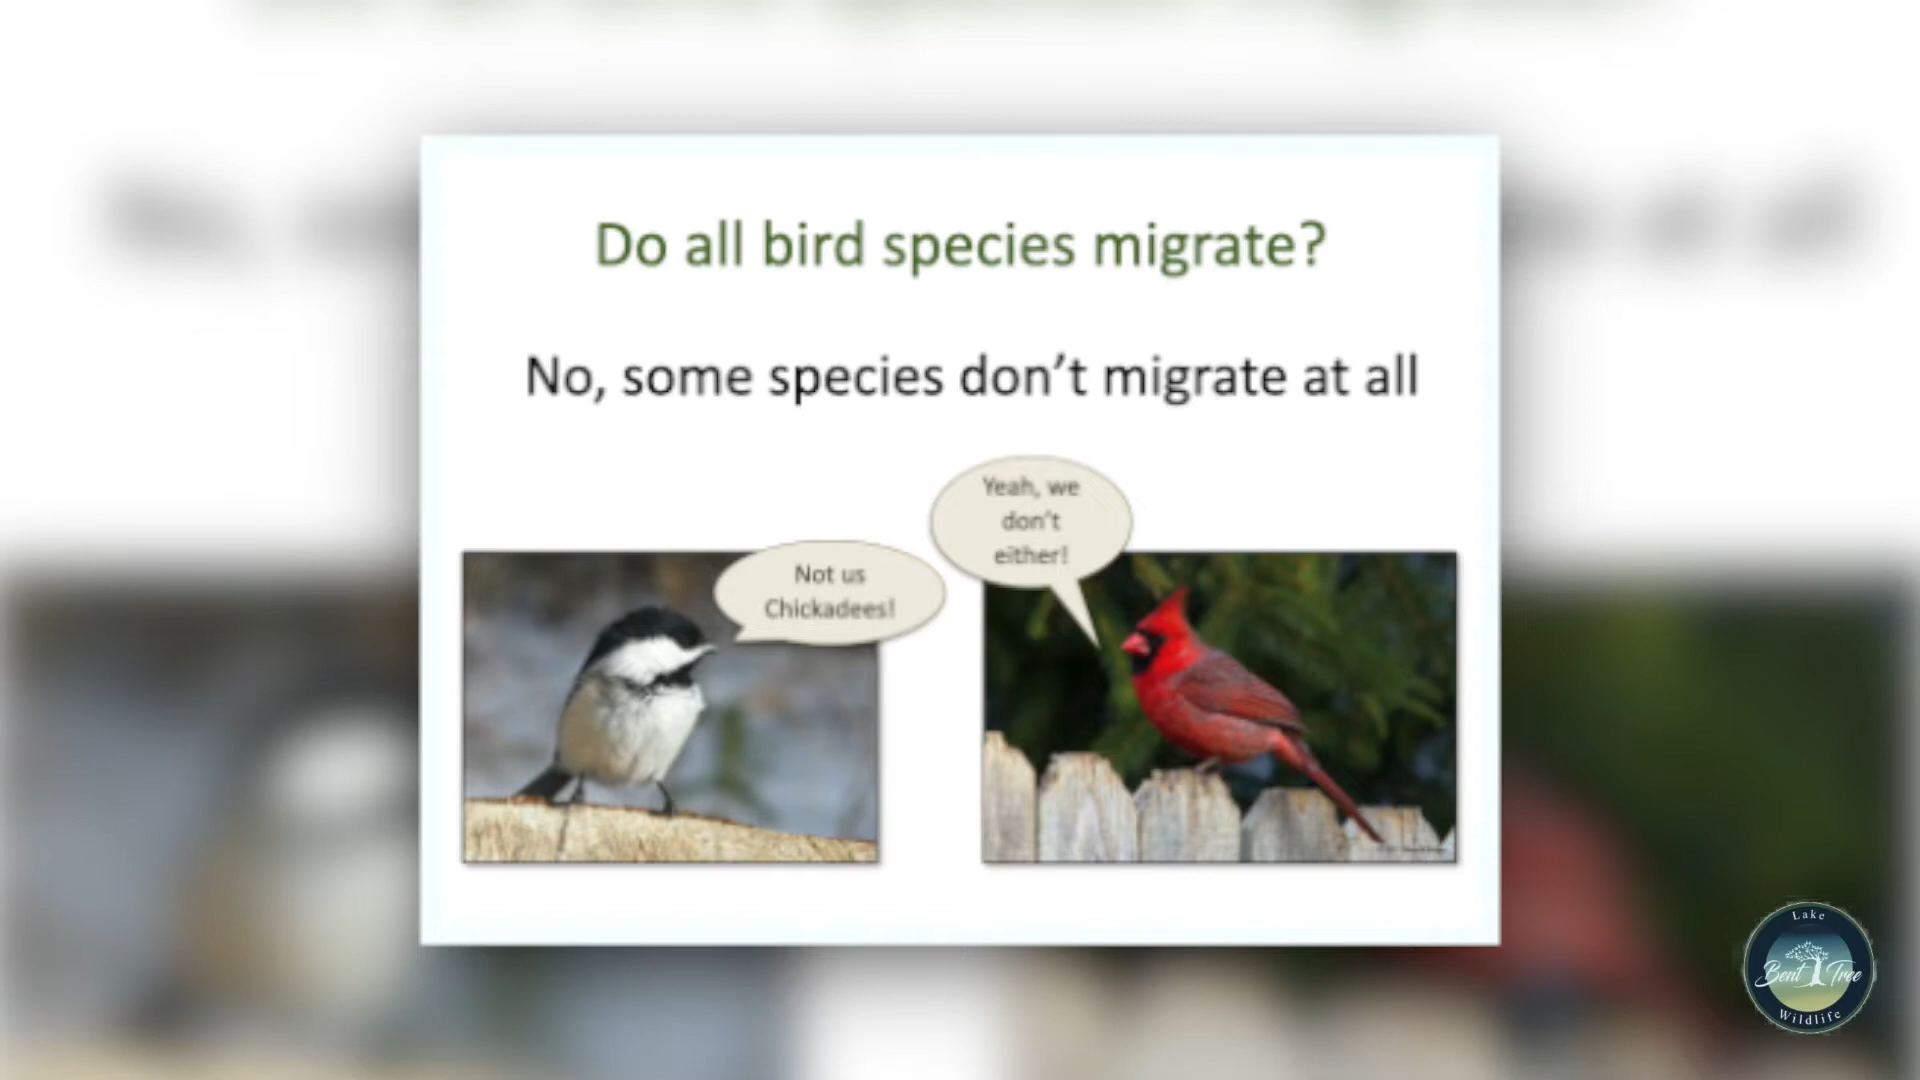 Do all bird species migrate?
No, some species don't migrate at all
Yeah, we
don't
either!
Not us
Chickadees!
Lake
Bent Tree
Wildlife